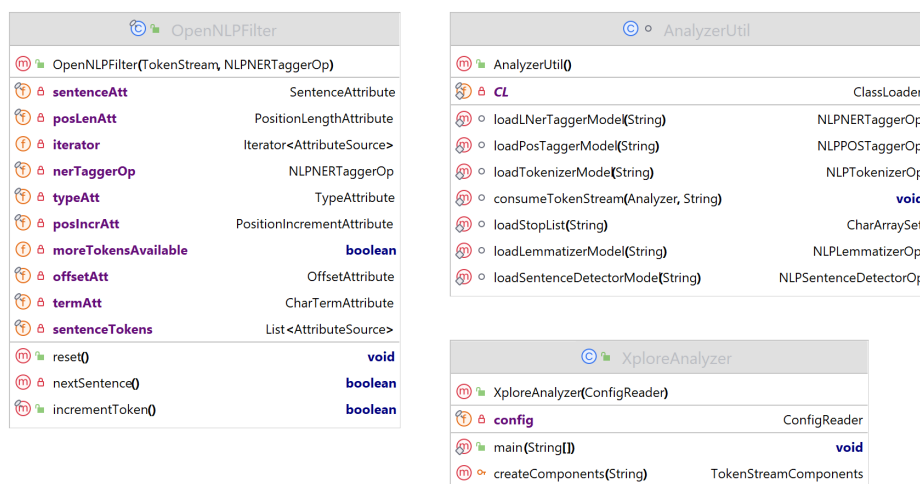 OpenNLPFilter
OpenNLPFilter(TokenStream, NLPNERTaggerOp)
sentenceAtt SentenceAttribute
posLenAtt PositionLengthAttribute
iterator Iterator<AttributeSource>
nerTaggerOp NLPNERTaggerOp
typeAtt TypeAttribute
posIncrAtt PositionIncrementAttribute
moreTokensAvailable boolean
offsetAtt OffsetAttribute
termAtt CharTermAttribute
sentenceTokens List<AttributeSource>
reset() void
nextSentence() boolean
incrementToken() boolean
AnalyzerUtil
AnalyzerUtil()
CL ClassLoader
loadLNerTaggerModel(String) NLPNERTaggerOp
loadPosTaggerModel(String) NLPPOSTaggerOp
loadTokenizerModel(String) NLPTokenizerOp
consumeTokenStream(Analyzer, String) void
loadStopList(String) CharArraySet
loadLemmatizerModel(String) NLPLemmatizerOp
loadSentenceDetectorModel(String) NLPSentenceDetectorOp
XploreAnalyzer
XploreAnalyzer(ConfigReader)
config ConfigReader
main(String[]) void
createComponents(String) TokenStreamComponents